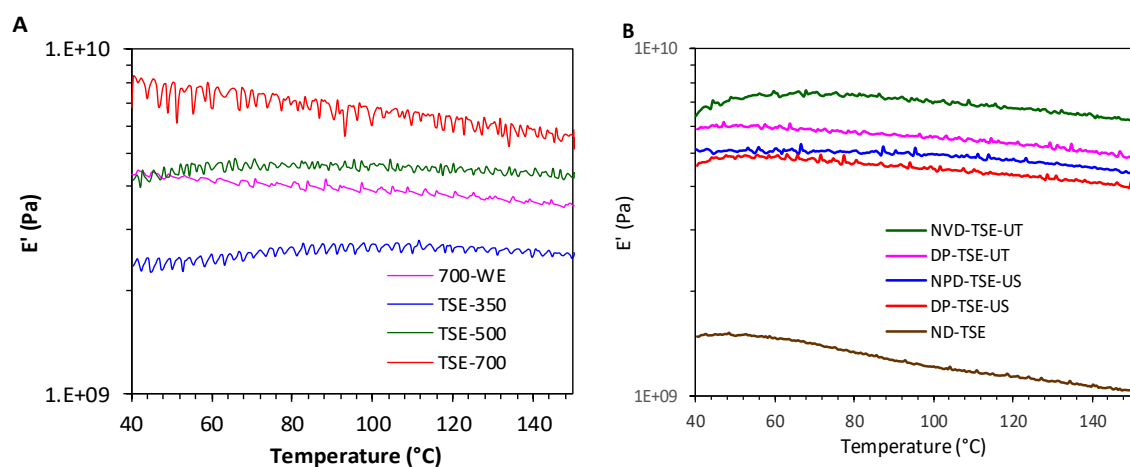 A
1.E+10
1.E+09
E' (Pa)
40
60
80
100
120
140
Temperature (°C)
700-WE
TSE-350
TSE-500
TSE-700
B
1E+10
1E+09
E' (Pa)
NVD-TSE-UT
DP-TSE-UT
NPD-TSE-US
DP-TSE-US
ND-TSE
40
60
80
100
120
140
Temperature (°C)